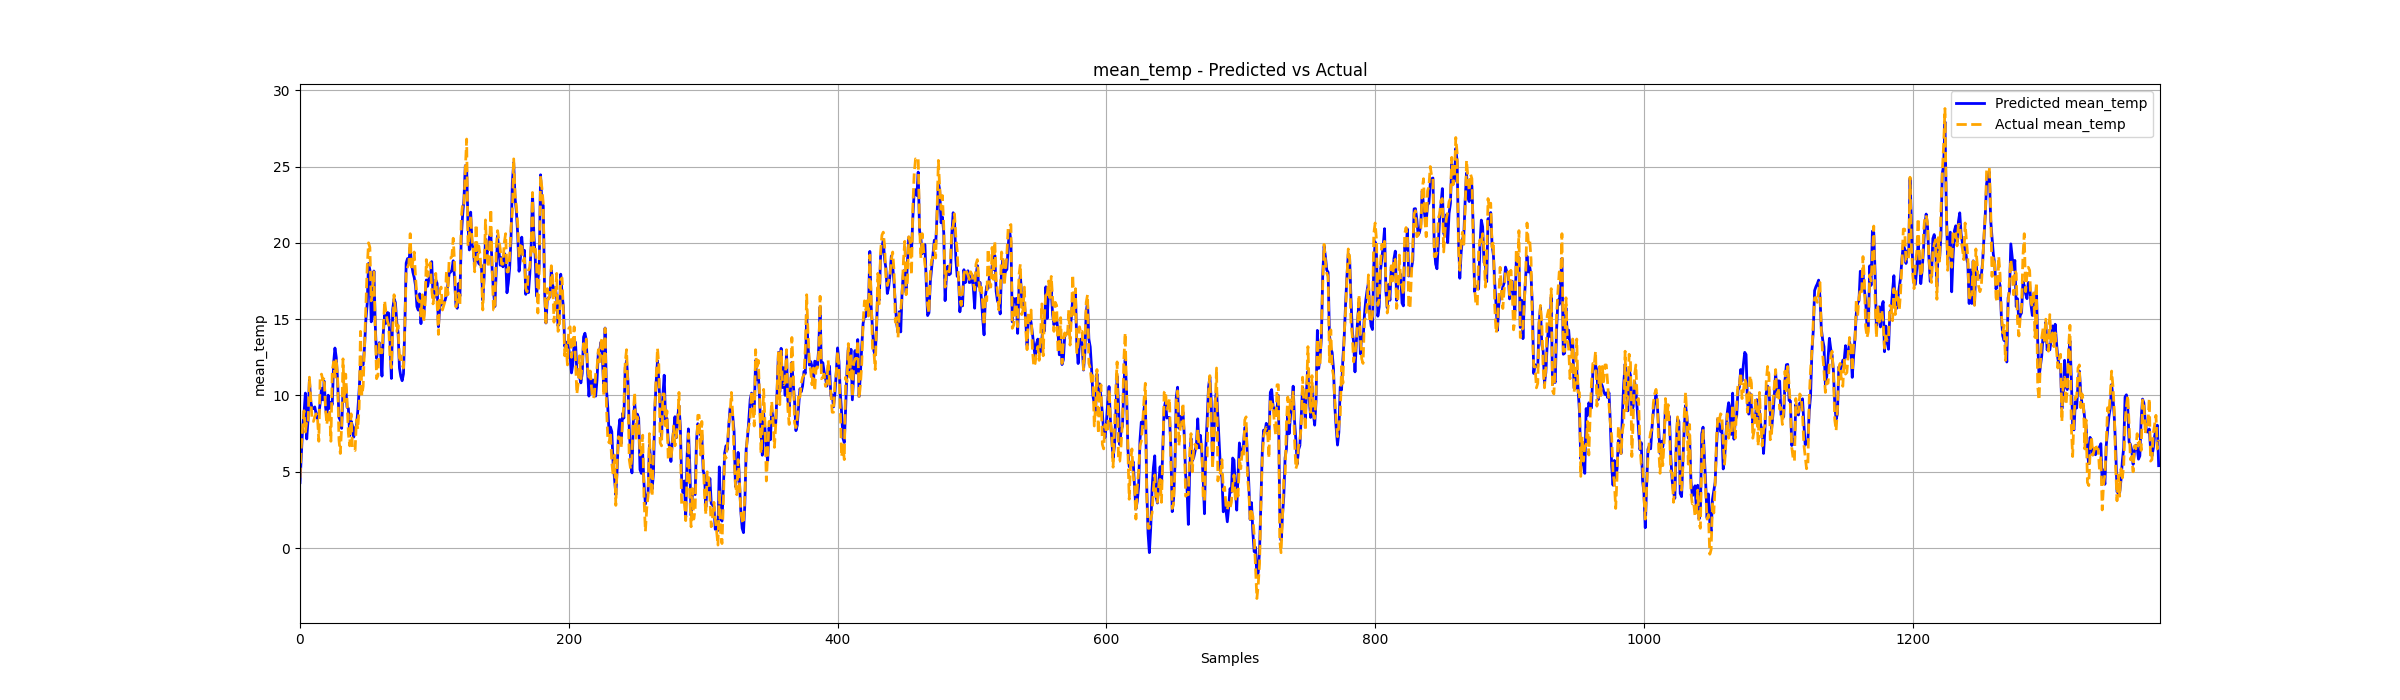 mean_temp - Predicted vs Actual
Predicted mean_temp
Actual mean_temp
30
25
20
15
10
5
0
mean_temp
0
200
400
600
800
1000
1200
Samples